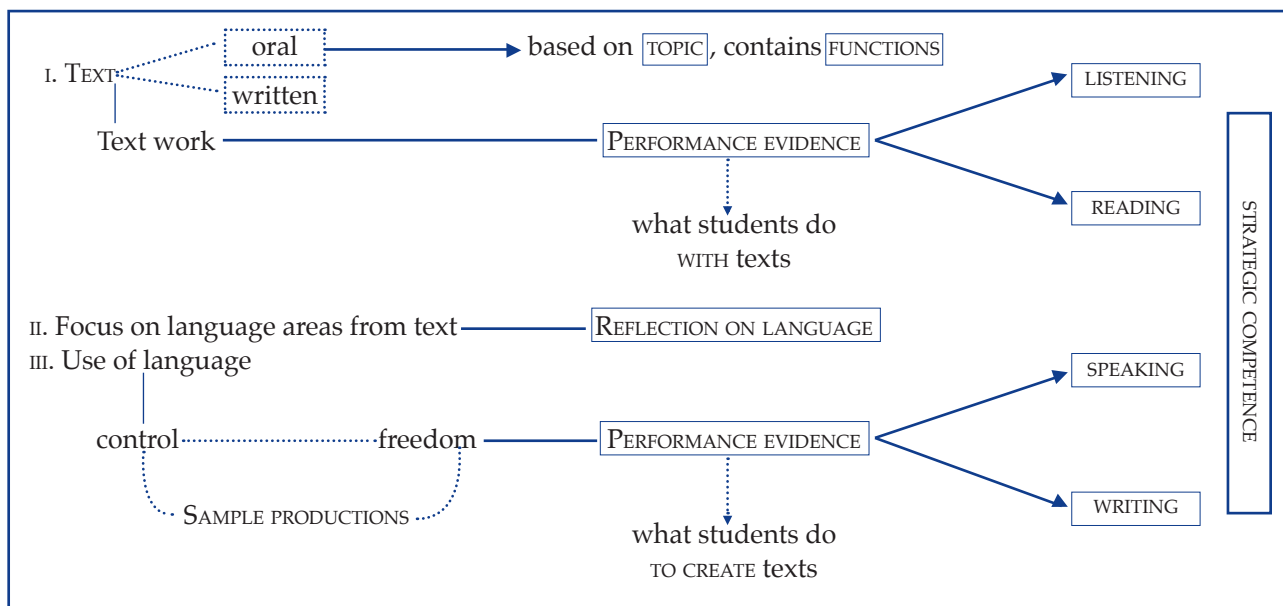 oral
based on TOPIC, contains FUNCTIONS
I. TEXT
written
LISTENING
Text work
PERFORMANCE EVIDENCE
what students do
WITH texts
READING
STRATEGIC COMPETENCE
II. Focus on language areas from text
REFLECTION ON LANGUAGE
III. Use of language
SPEAKING
control
freedom
PERFORMANCE EVIDENCE
SAMPLE PRODUCTIONS
what students do
TO CREATE texts
WRITING